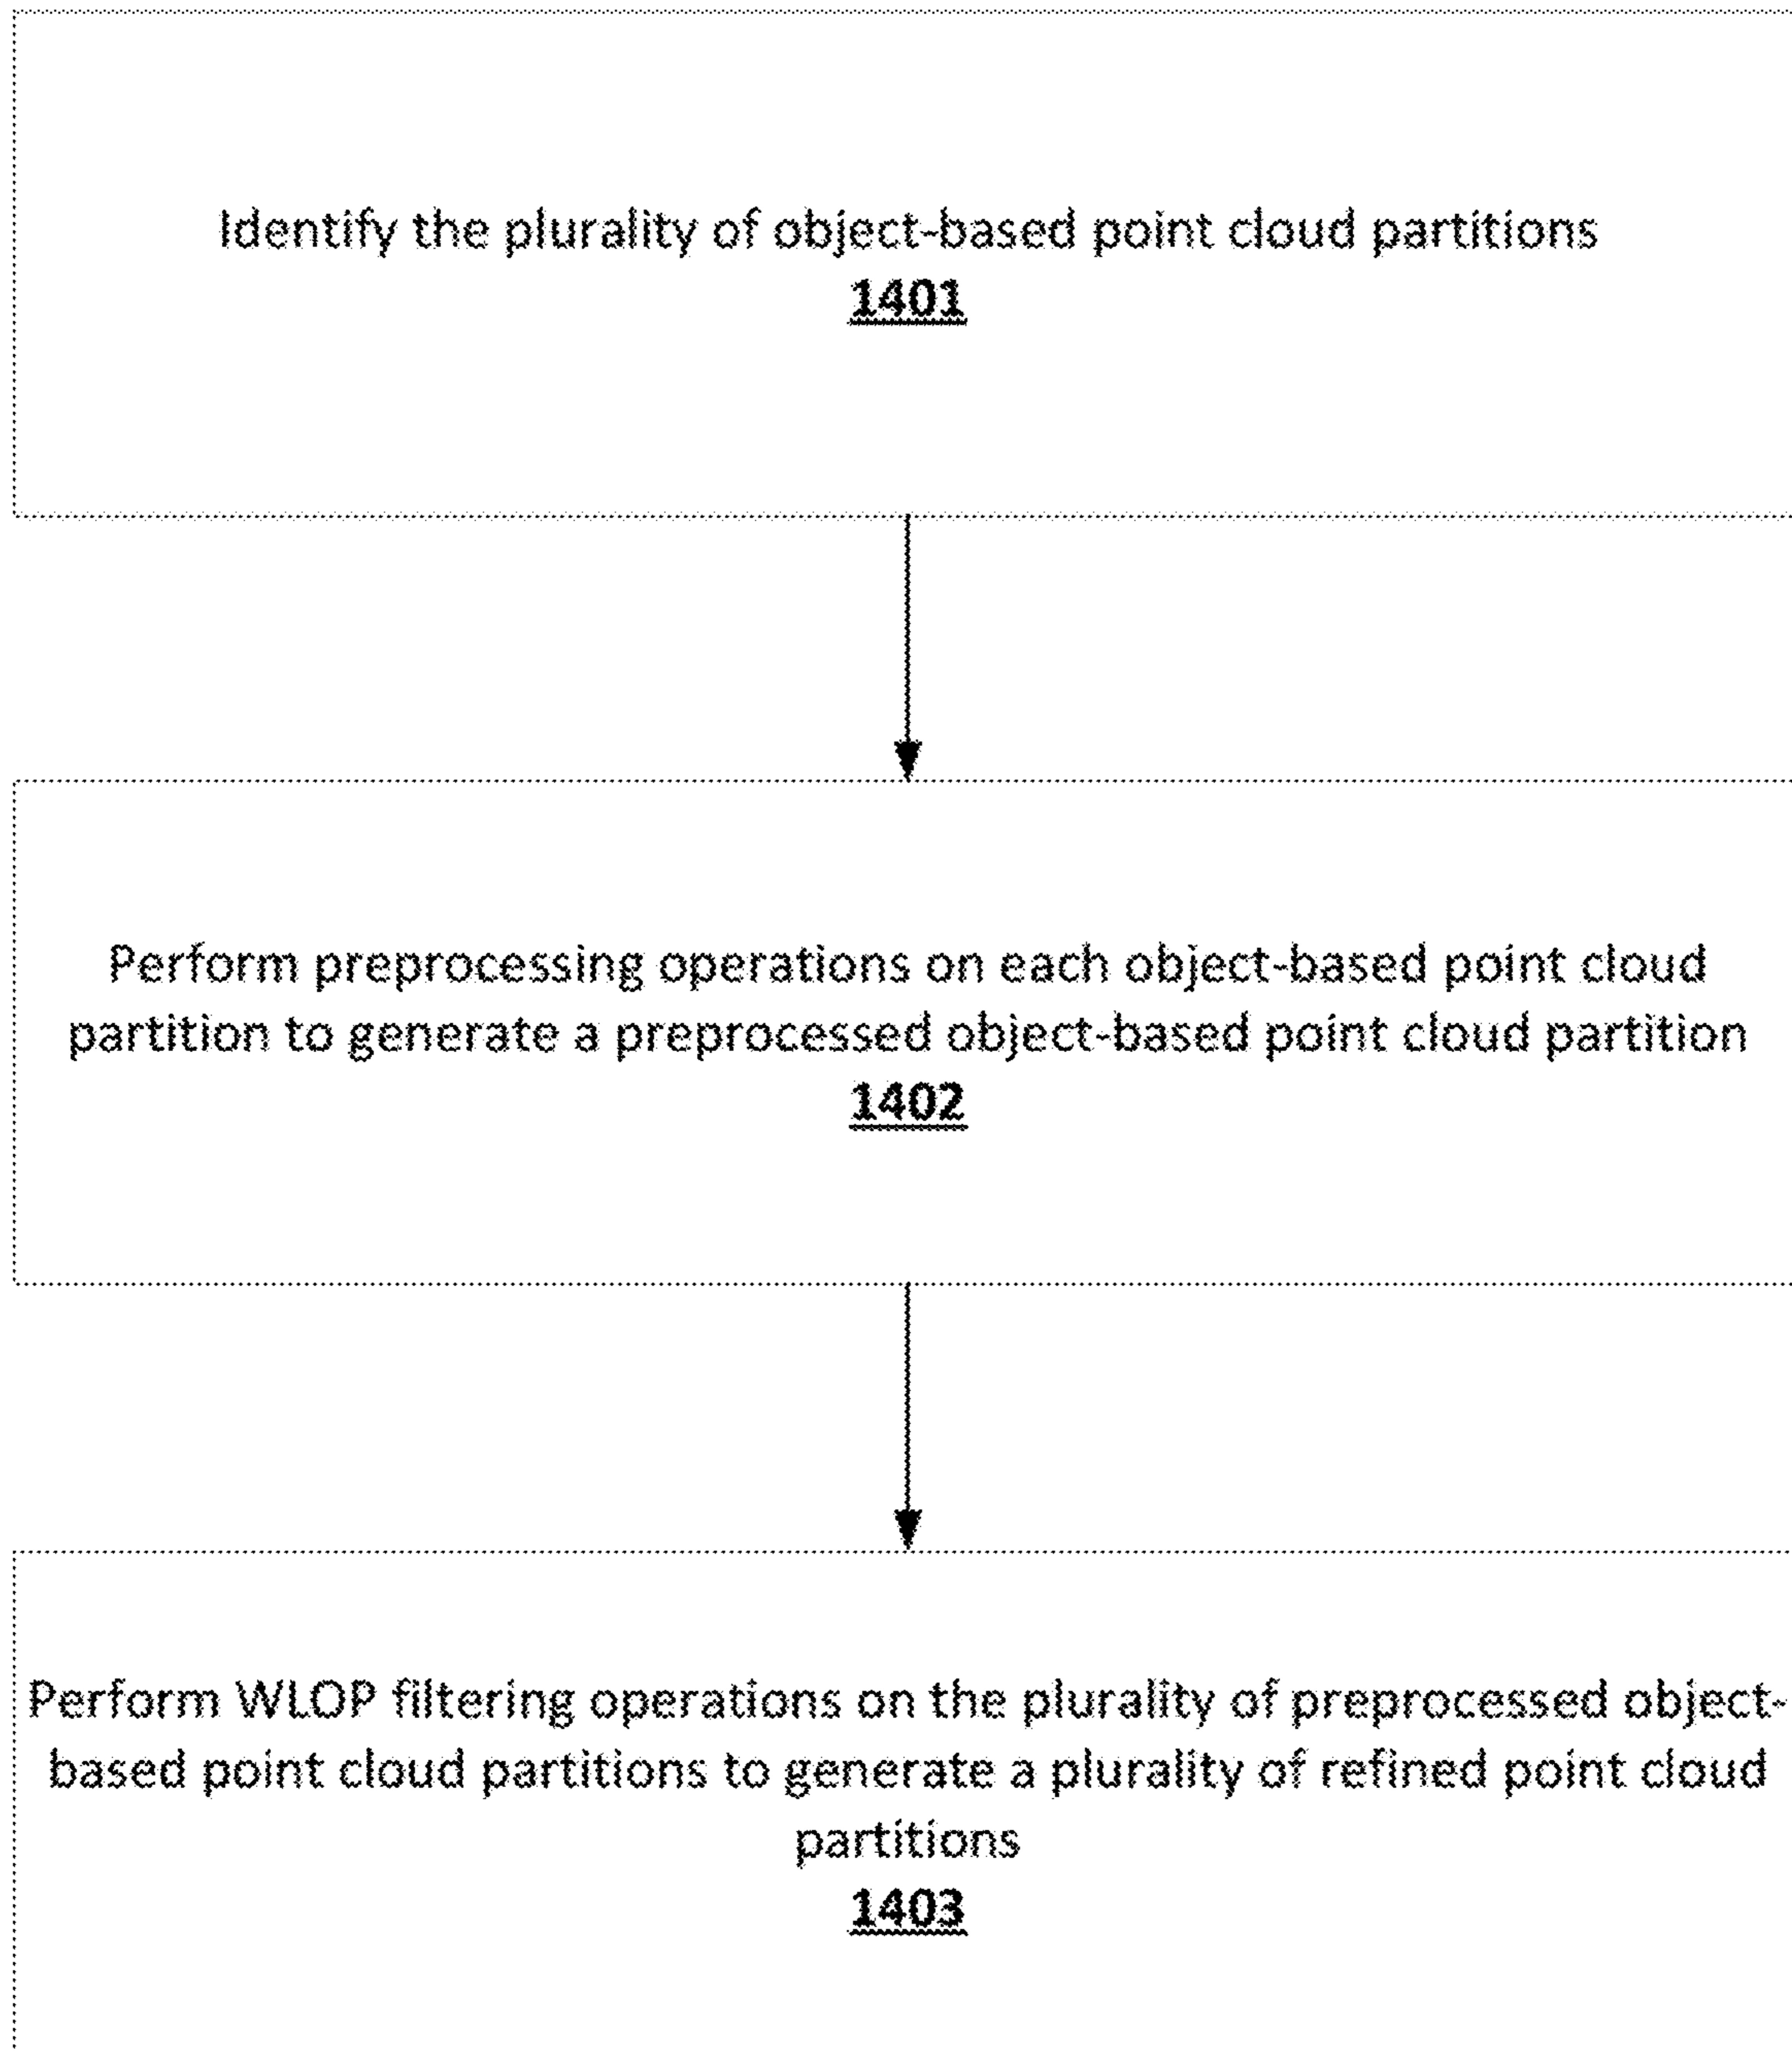 Identify the plurality of object-based point cloud partitions
1401
Perform preprocessing operations on each object-based point cloud
partition to generate a preprocessed object-based point cloud partition
1402
Perform WLOP filtering operations on the plurality of preprocessed object-
based point cloud partitions to generate a plurality of refined point cloud
partitions
1403